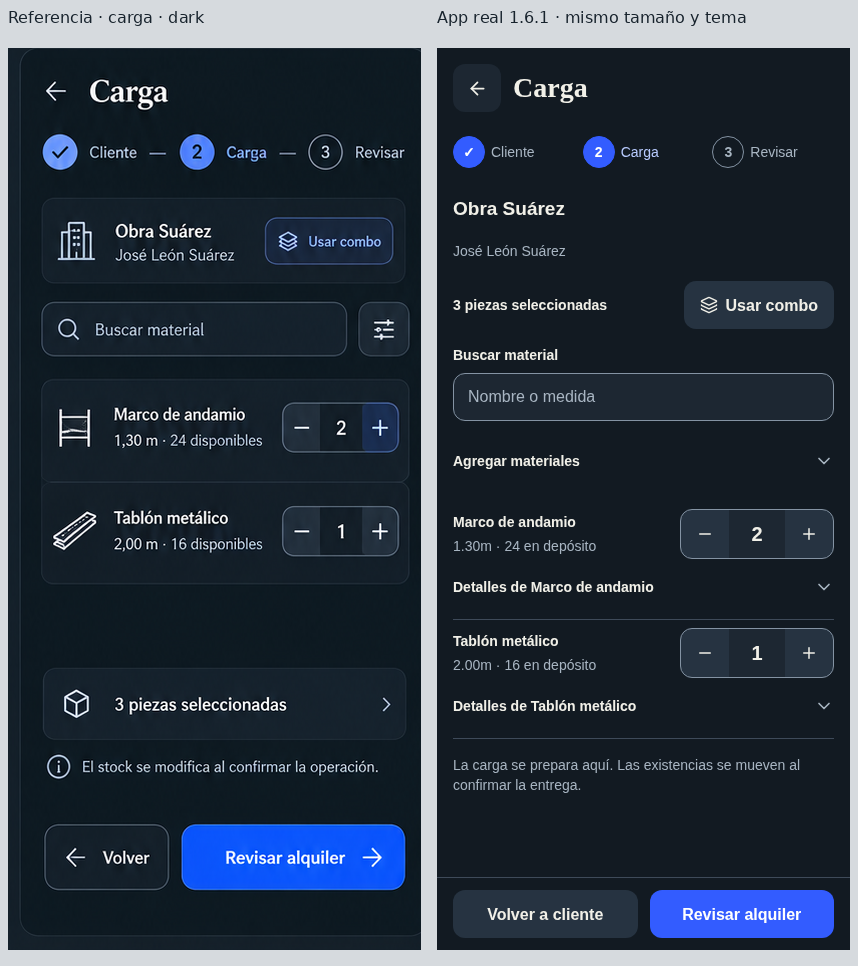 Referencia · carga · dark
Carga
Cliente
2
Carga
3
Revisar
Obra Suárez
José León Suárez
Usar combo
Buscar material
Marco de andamio
1,30 m · 24 disponibles
2
Tablón metálico
2,00 m · 16 disponibles
1
3 piezas seleccionadas
El stock se modifica al confirmar la operación.
Volver
Revisar alquiler
App real 1.6.1 · mismo tamaño y tema
Carga
Cliente
2
Carga
3
Revisar
Obra Suárez
José León Suárez
3 piezas seleccionadas
Usar combo
Buscar material
Nombre o medida
Agregar materiales
Marco de andamio
1.30m · 24 en depósito
2
Detalles de Marco de andamio
Tablón metálico
2.00m · 16 en depósito
1
Detalles de Tablón metálico
La carga se prepara aquí. Las existencias se mueven al
confirmar la entrega.
Volver a cliente
Revisar alquiler